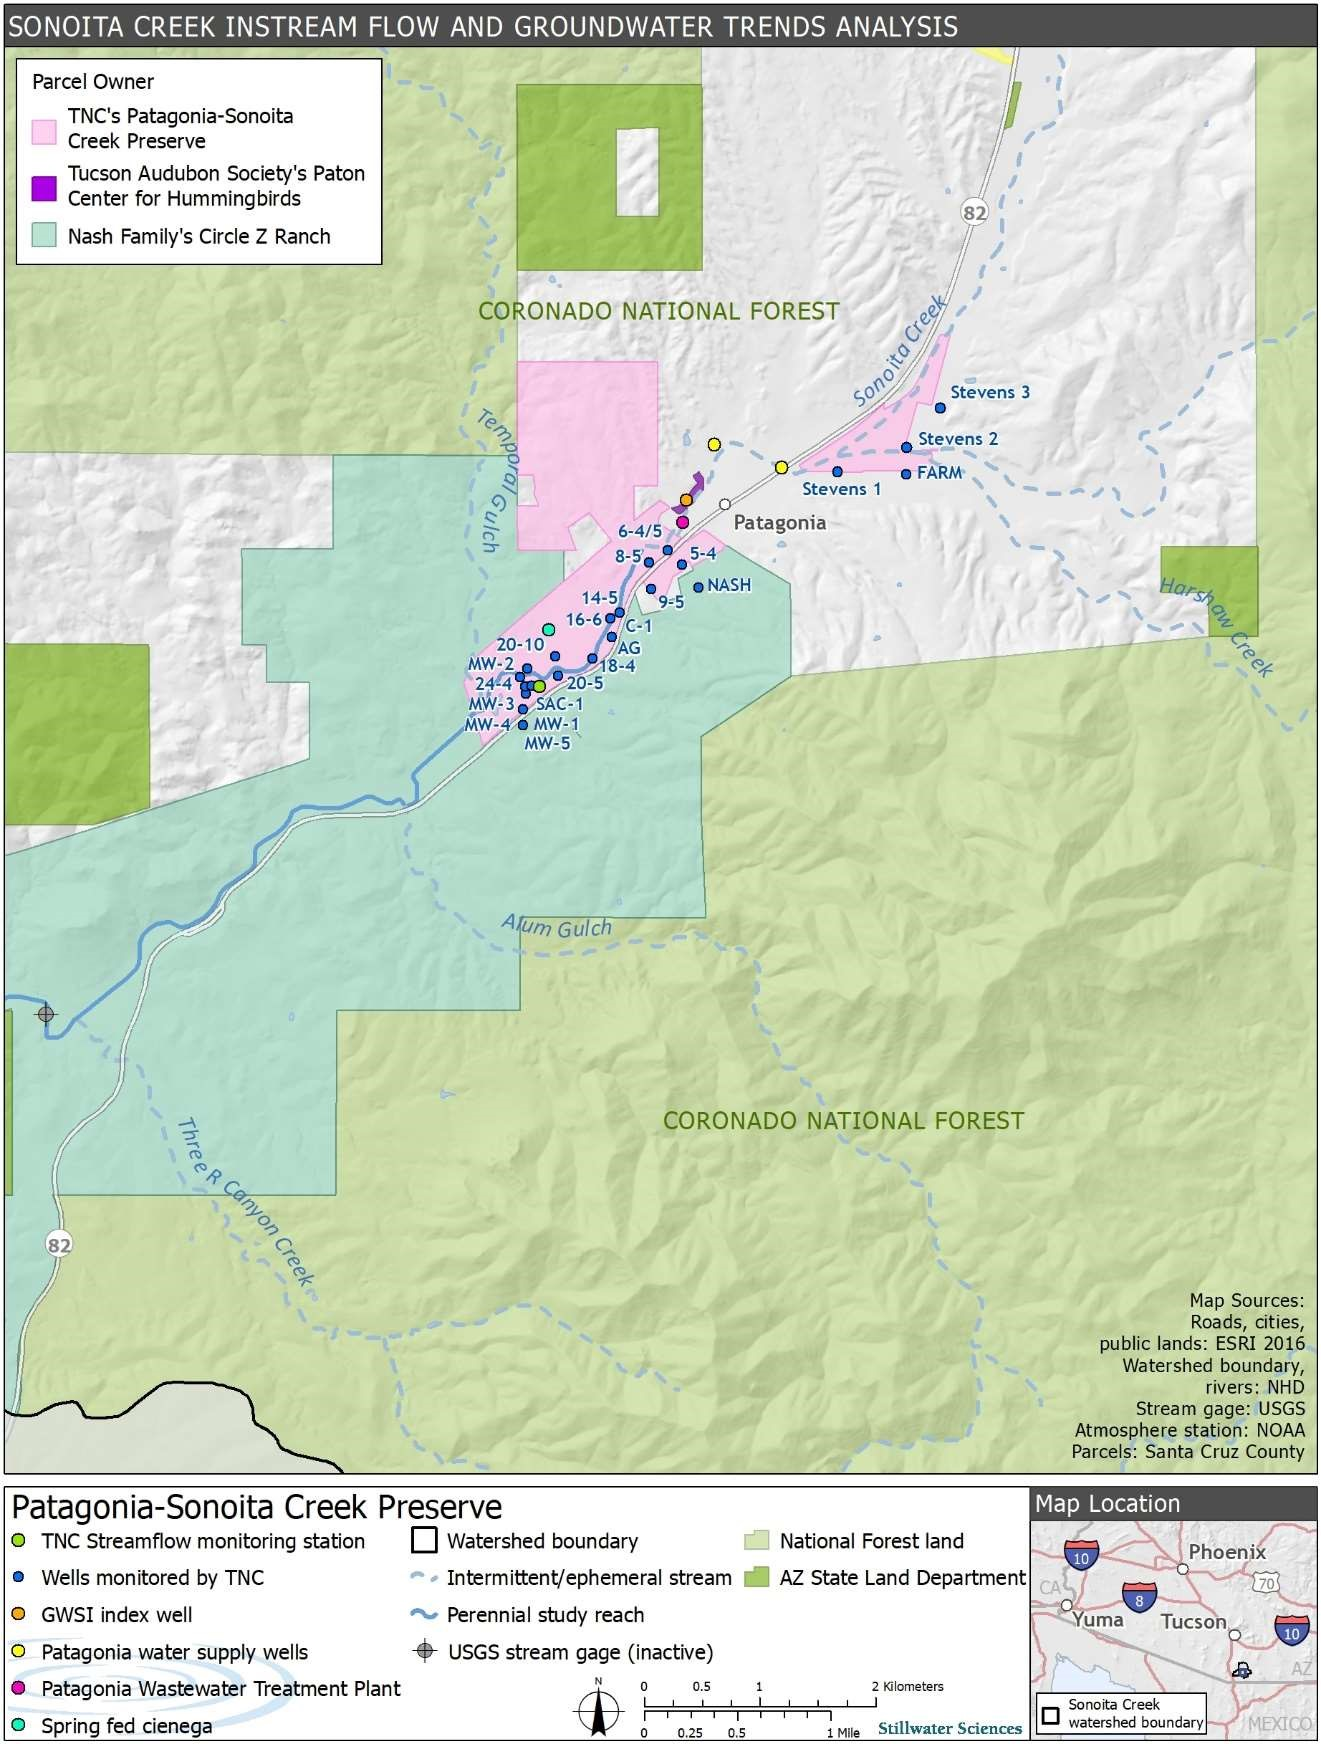 SONOITA CREEK INSTREAM FLOW AND GROUNDWATER TRENDS ANALYSIS
Parcel Owner
TNC's Patagonia-Sonoita
Creek Preserve
Tucson Audubon Society's Paton
Center for Hummingbirds
Nash Family's Circle Z Ranch
82
CORONADO NATIONAL FOREST
Sonoita Creek
Temporal Gulch
Stevens 3
Stevens 2
FARM
Stevens 1
Patagonia
6-4/5
8-5
5-4
NASH
9-5
14-5
16-6
C-1
AG
20-10
18-4
MW-2
24-4
20-5
MW-3
SAC-1
MW-4
MW-1
MW-5
Harshaw Creek
Alum Gulch
CORONADO NATIONAL FOREST
Three R Canyon Creek
82
Map Sources:
Roads, cities,
public lands: ESRI 2016
Watershed boundary,
rivers: NHD
Stream gage: USGS
Atmosphere station: NOAA
Parcels: Santa Cruz County
Patagonia-Sonoita Creek Preserve
TNC Streamflow monitoring station
Wells monitored by TNC
GWSI index well
Patagonia water supply wells
Patagonia Wastewater Treatment Plant
Spring fed cienega
Watershed boundary
Intermittent/ephemeral stream
Perennial study reach
USGS stream gage (inactive)
National Forest land
AZ State Land Department
N
0 0.5 1 2 Kilometers
0 0.25 0.5 1 Mile
Stillwater Sciences
Map Location
10
Phoenix
70
CA
8
Yuma
Tucson
10
AZ
Sonoita Creek
watershed boundary
MEXICO